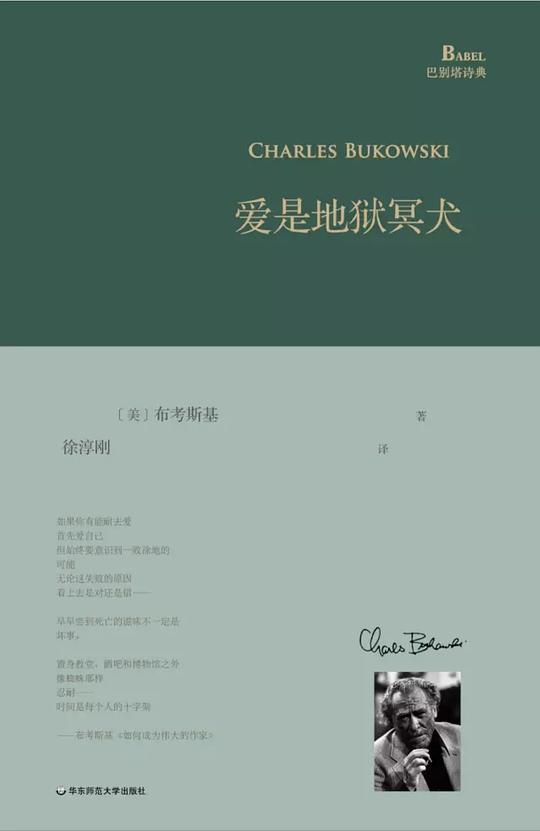 BABEL
巴别塔诗典
CHARLES BUKOWSKI
爱是地狱冥犬
〔美〕布考斯基 著
徐淳刚 译
如果你有能耐去爱
首先爱自己
但始终要意识到一败涂地的
可能
无论这失败的原因
看上去是对还是错——
早早尝到死亡的滋味不一定是
坏事。
置身教堂、酒吧和博物馆之外
像蜘蛛那样
忍耐——
时间是每个人的十字架
——布考斯基《如何成为伟大的作家》
Charles Bukowski
华东师范大学出版社